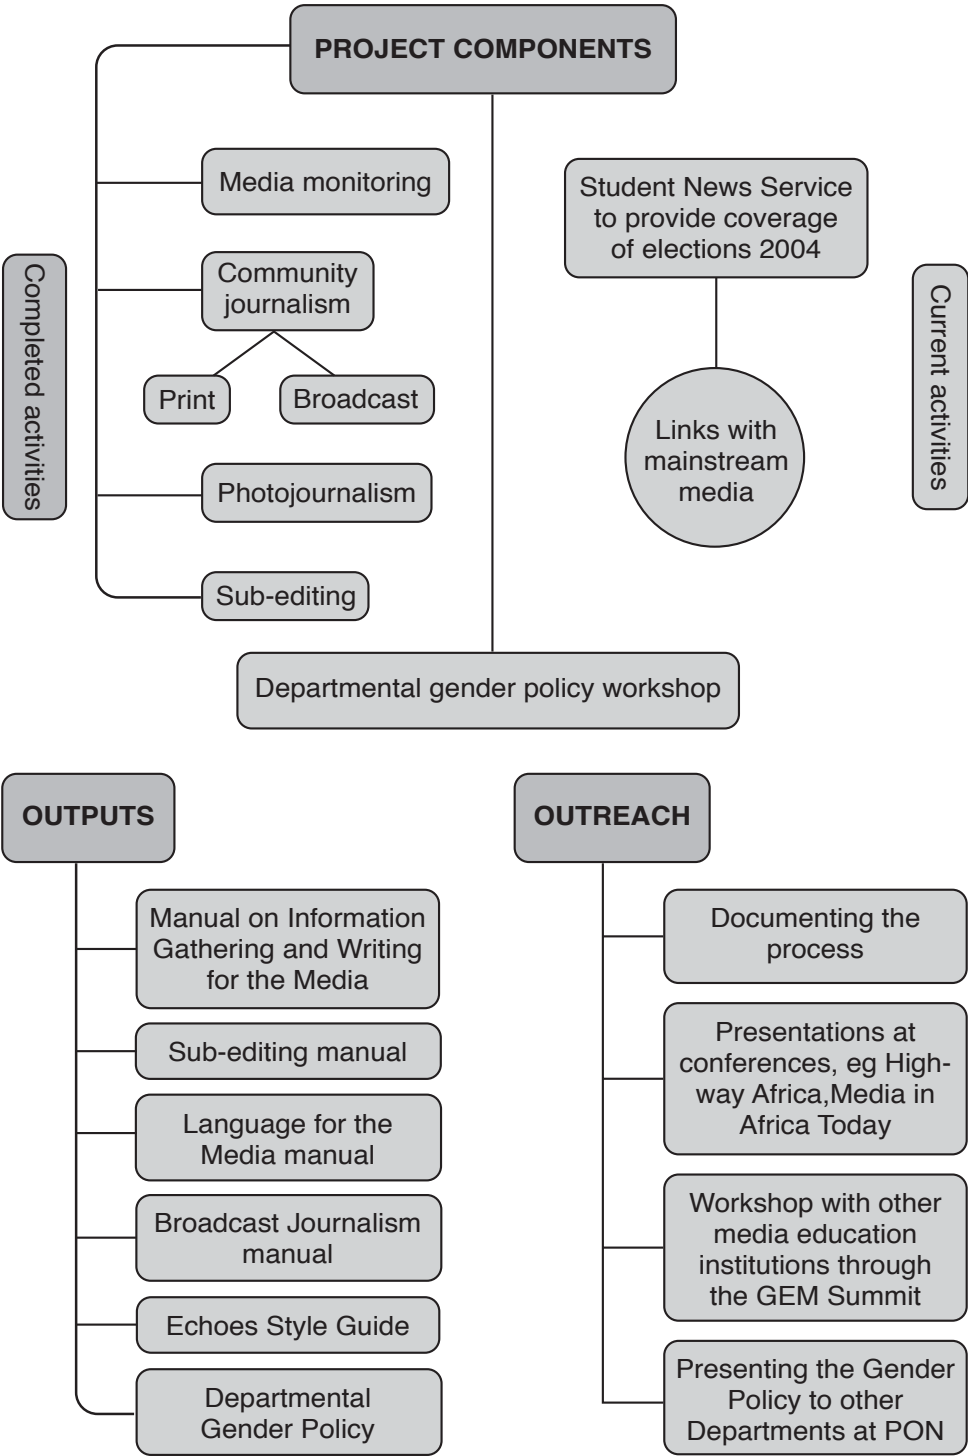 PROJECT COMPONENTS
Completed activities
Media monitoring
Community
journalism
Print
Broadcast
Photojournalism
Sub-editing
Student News Service
to provide coverage
of elections 2004
Links with
mainstream
media
Current activities
Departmental gender policy workshop
OUTPUTS
Manual on Information
Gathering and Writing
for the Media
Sub-editing manual
Language for the
Media manual
Broadcast Journalism
manual
Echoes Style Guide
Departmental
Gender Policy
OUTREACH
Documenting the
process
Presentations at
conferences, eg High-
way Africa,Media in
Africa Today
Workshop with other
media education
institutions through
the GEM Summit
Presenting the Gender
Policy to other
Departments at PON